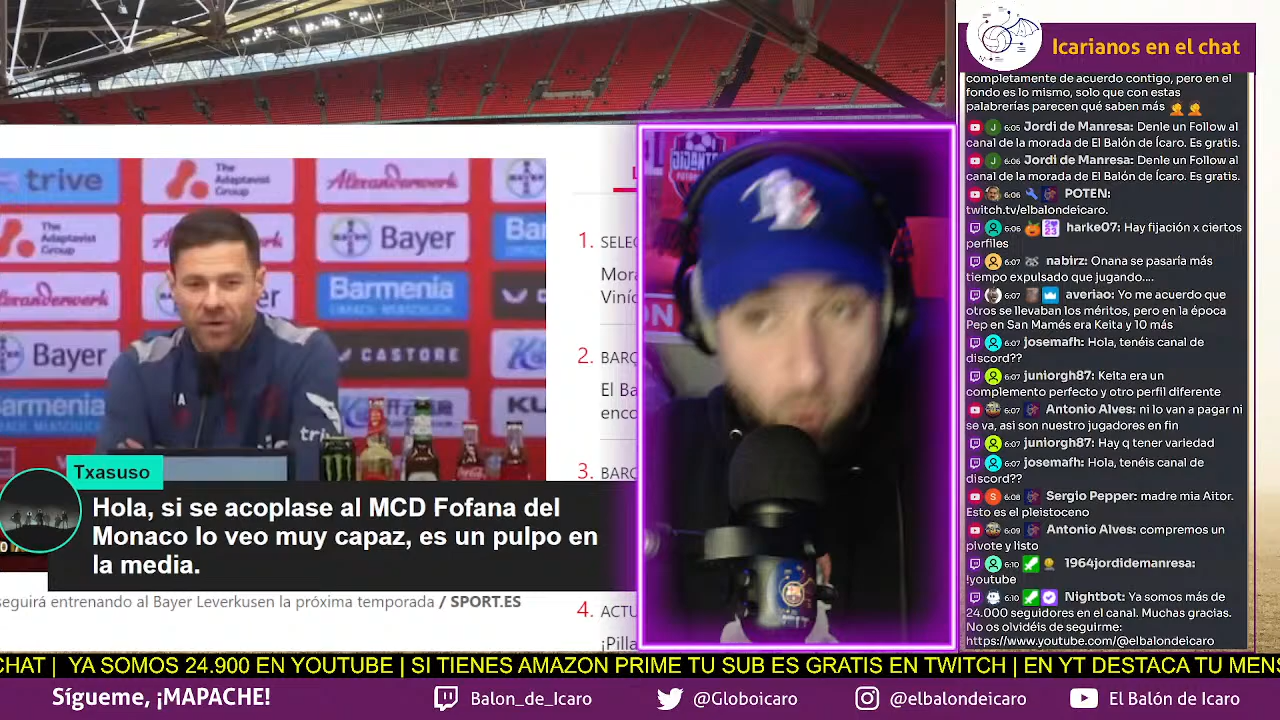 Icarianos en el chat
completamente de acuerdo contigo, pero en el
fondo es lo mismo, solo que con estas
palabrerías parecen qué saben más
6:05 Jordi de Manresa: Denle un Follow al
canal de la morada de El Balón de Ícaro. Es gratis.
6:06 Jordi de Manresa: Denle un Follow al
canal de la morada de El Balón de Ícaro. Es gratis.
6:06 POTEN:
twitch.tv/elbalondeicaro.
6:06 23 harke07: Hay fijación x ciertos
perfiles
6:07 nabirz: Onana se pasaría más
tiempo expulsado que jugando....
6:07 averiao: Yo me acuerdo que
otros se llevaban los méritos, pero en la época
Pep en San Mamés era Keita y 10 más
6:07 josemafh: Hola, tenéis canal de
discord??
6:07 juniorgh87: Keita era un
complemento perfecto y otro perfil diferente
6:07 Antonio Alves: ni lo van a pagar ni
se va, asi son nuestro jugadores en fin
6:07 juniorgh87: Hay q tener variedad
6:07 josemafh: Hola, tenéis canal de
discord??
6:08 Sergio Pepper: madre mia Aitor.
Esto es el pleistoceno
6:09 Antonio Alves: compremos un
pivote y listo
6:10 1964jordidemanresa:
!youtube
6:10 Nightbot: Ya somos más de
24.000 seguidores en el canal. Muchas gracias.
No os olvidéis de seguirme:
https://www.youtube.com/@elbalondeicaro
trive
The
Adaptivist
Group
Alexanderwerk
BAYER
Bayer
Barmenia
CASTORE
1. SELEC
Mora
Viníc
2. BARÇ
El Ba
enco
3. BARÇ
4. ACTU
¡Pilla
Txasuso
Hola, si se acoplase al MCD Fofana del
Monaco lo veo muy capaz, es un pulpo en
la media.
seguirá entrenando al Bayer Leverkusen la próxima temporada / SPORT.ES
CHAT | YA SOMOS 24.900 EN YOUTUBE | SI TIENES AMAZON PRIME TU SUB ES GRATIS EN TWITCH | EN YT DESTACA TU MENS
Sígueme, ¡MAPACHE!
Balon_de_Icaro
@Globoicaro
@elbalondeicaro
El Balón de Icaro